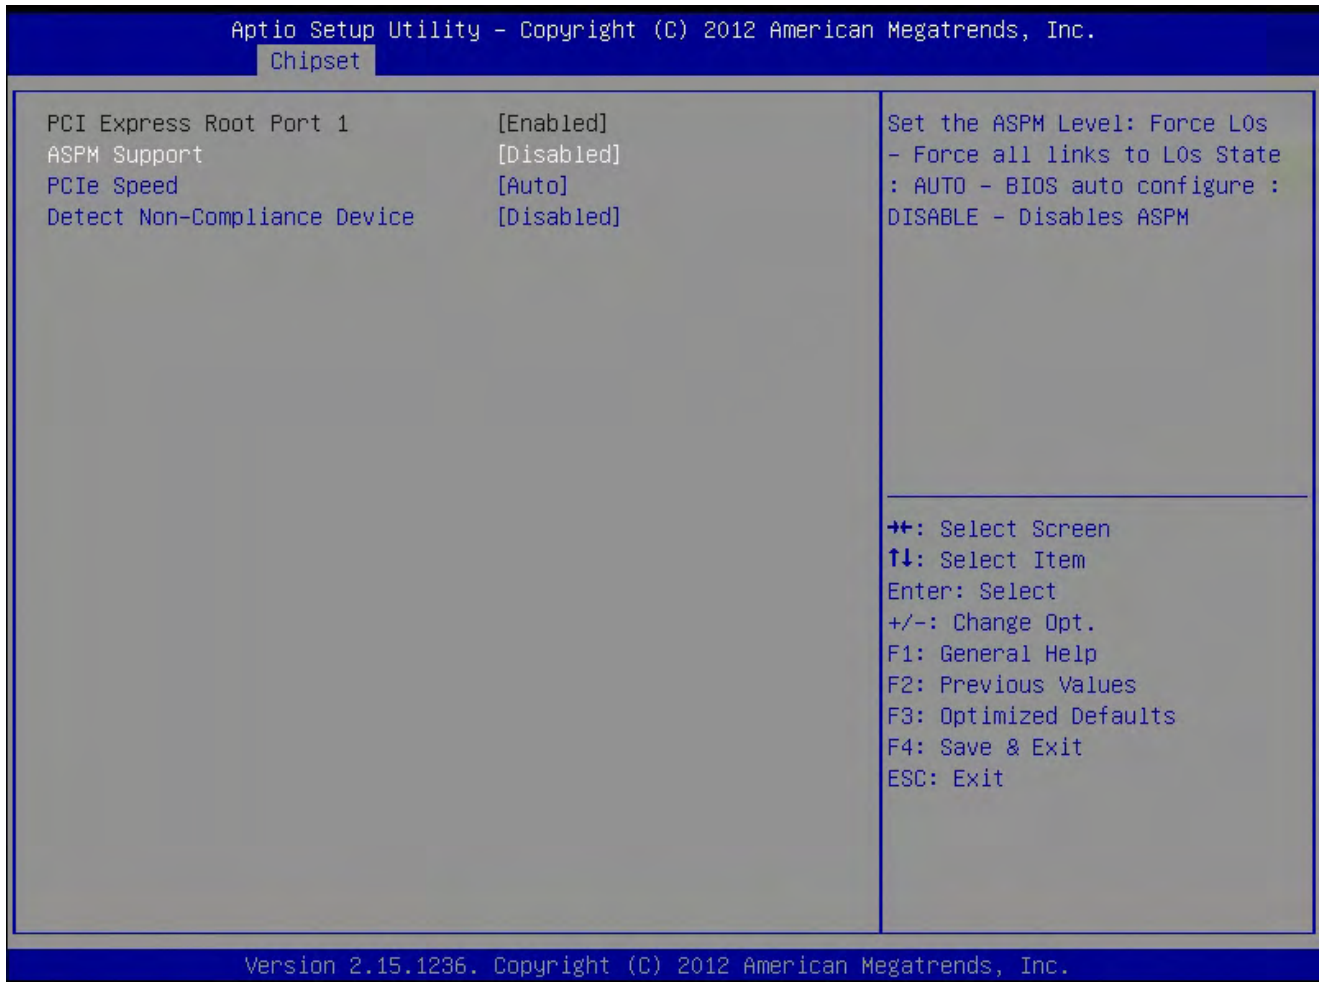 Aptio Setup Utility – Copyright (C) 2012 American Megatrends, Inc.
Chipset
PCI Express Root Port 1 [Enabled]
ASPM Support [Disabled]
PCIe Speed [Auto]
Detect Non-Compliance Device [Disabled]
Set the ASPM Level: Force L0s
– Force all links to L0s State
: AUTO – BIOS auto configure :
DISABLE – Disables ASPM
→←: Select Screen
↑↓: Select Item
Enter: Select
+/-: Change Opt.
F1: General Help
F2: Previous Values
F3: Optimized Defaults
F4: Save & Exit
ESC: Exit
Version 2.15.1236. Copyright (C) 2012 American Megatrends, Inc.